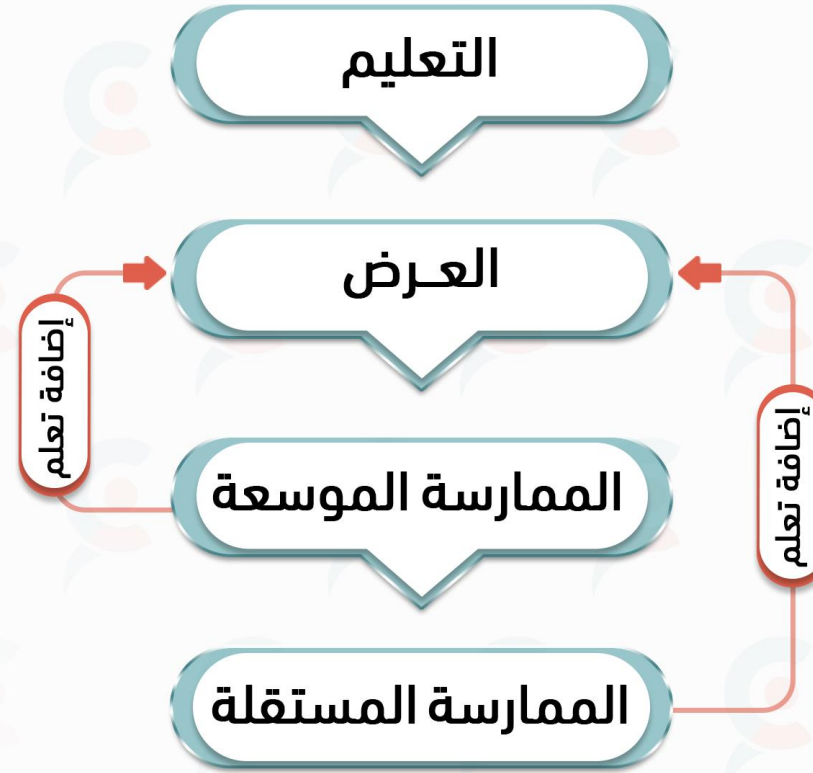 التعليم
العـرض
إضافة تعلم
إضافة تعلم
الممارسة الموسعة
الممارسة المستقلة